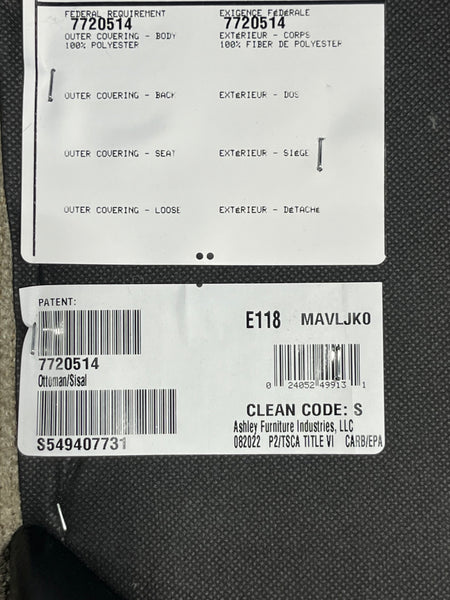 FEDERAL REQUIREMENT EXIGENCE FÉDÉRALE
7720514 7720514
OUTER COVERING - BODY EXTÉRIEUR - CORPS
100% POLYESTER 100% FIBER DE POLYESTER
OUTER COVERING - BACK EXTÉRIEUR - DOS
OUTER COVERING - SEAT EXTÉRIEUR - SIÈGE
OUTER COVERING - LOOSE EXTÉRIEUR - DÉTACHÉ
PATENT:
E118 MAVLJK0
7720514
Ottoman/Sisal
0 24052 49913 1
CLEAN CODE: S
Ashley Furniture Industries, LLC
S549407731
082022 P2/TSCA TITLE VI CARB/EPA